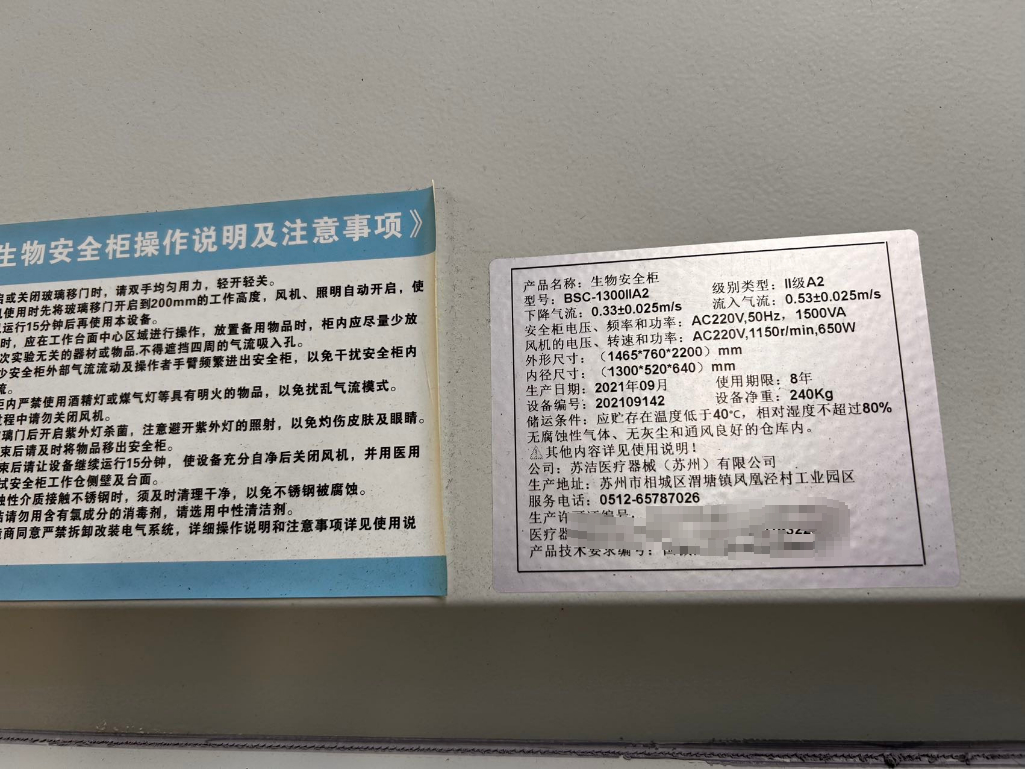 生物安全柜操作说明及注意事项》
启或关闭玻璃移门时，请双手均匀用力，轻开轻关。
机使用时先将玻璃移门开启到200mm的工作高度，风机、照明自动开启，使
运行15分钟后再使用本设备。
时，应在工作台面中心区域进行操作，放置备用物品时，柜内应尽量少放
次实验无关的器材或物品.不得遮挡四周的气流吸入孔。
少安全柜外部气流流动及操作者手臂频繁进出安全柜，以免干扰安全柜内
流。
柜内严禁使用酒精灯或煤气灯等具有明火的物品，以免扰乱气流模式。
过程中请勿关闭风机。
璃门后开启紫外灯杀菌，注意避开紫外灯的照射，以免灼伤皮肤及眼睛。
束后请及时将物品移出安全柜。
束后请让设备继续运行15分钟，使设备充分自净后关闭风机，并用医用
试安全柜工作仓侧壁及台面。
蚀性介质接触不锈钢时，须及时清理干净，以免不锈钢被腐蚀。
洁请勿用含有氯成分的消毒剂，请选用中性清洁剂。
商同意严禁拆卸改装电气系统，详细操作说明和注意事项详见使用说
产品名称：生物安全柜
型号：BSC-1300IIA2 级别类型：II级A2
下降气流：0.33±0.025m/s 流入气流：0.53±0.025m/s
安全柜电压、频率和功率：AC220V,50Hz，1500VA
风机的电压、转速和功率：AC220V,1150r/min,650W
外形尺寸：（1465*760*2200）mm
内径尺寸：（1300*520*640）mm
生产日期：2021年09月 使用期限：8年
设备编号：202109142 设备净重：240Kg
储运条件：应贮存在温度低于40℃，相对湿度不超过80%
无腐蚀性气体、无灰尘和通风良好的仓库内。
⚠其他内容详见使用说明！
公司：苏洁医疗器械（苏州）有限公司
生产地址：苏州市相城区渭塘镇凤凰泾村工业园区
服务电话：0512-65787026
生产许可证编号：
医疗器
产品技术要求编号：